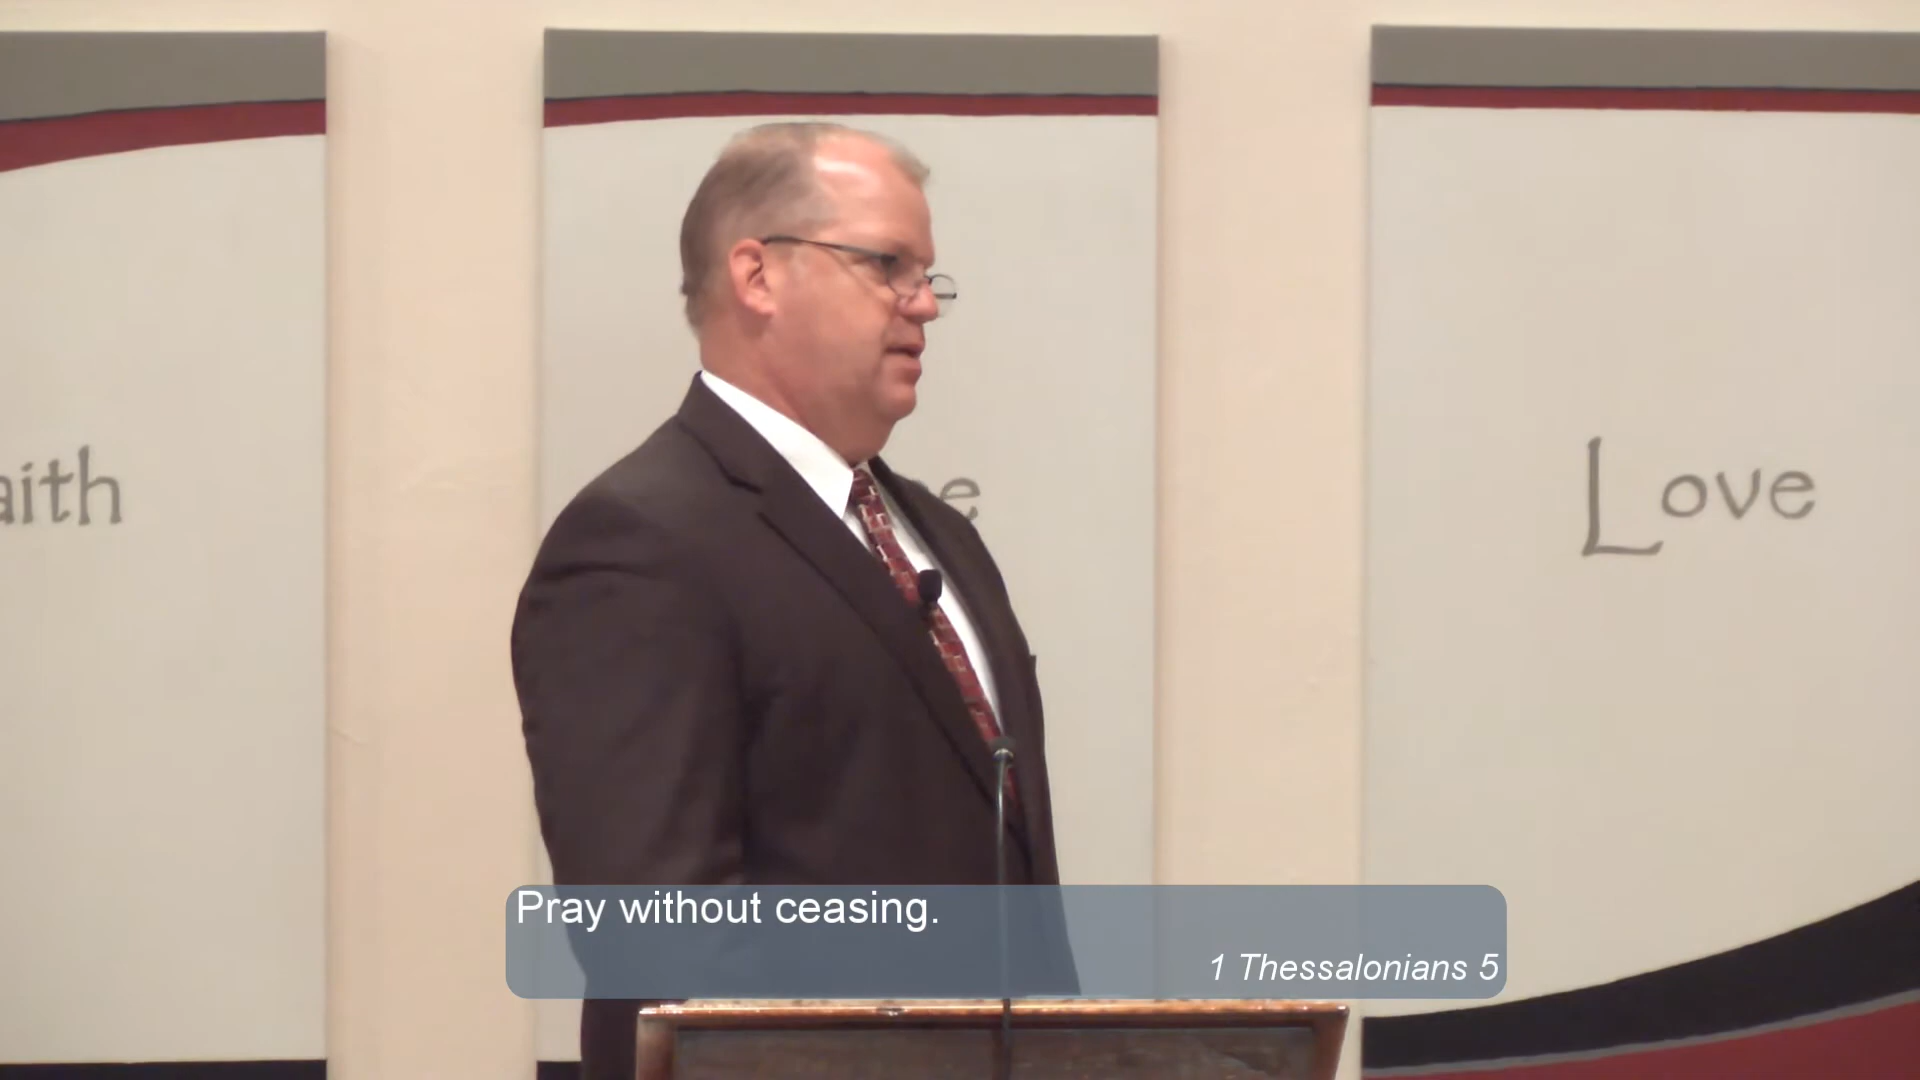 aith
e
Love
Pray without ceasing.
1 Thessalonians 5